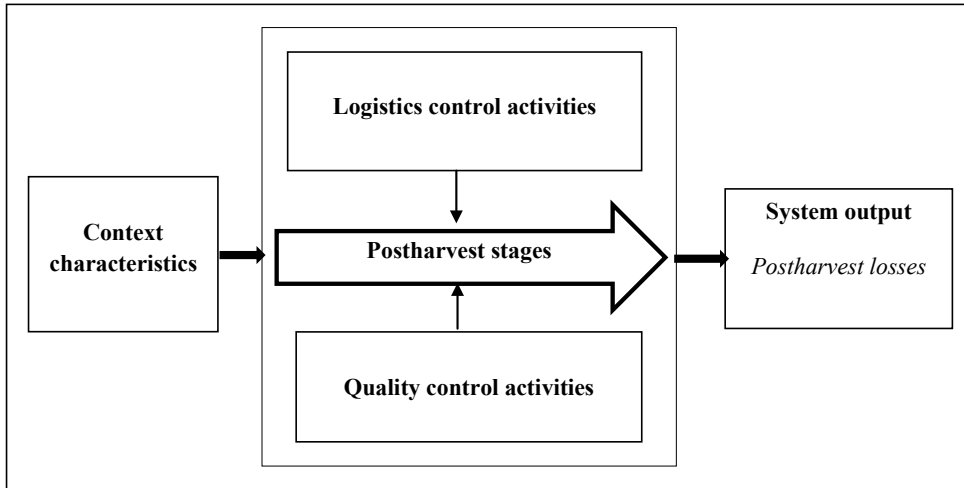 Logistics control activities
Context
characteristics
Postharvest stages
System output
Postharvest losses
Quality control activities